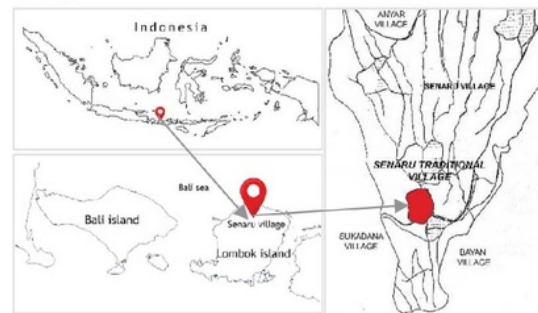 Indonesia
Bali sea
Bali island
Senaru village
Lombok island
ANYAR
VILLAGE
SENARU VILLAGE
SENARU TRADITIONAL
VILLAGE
SUKADANA
VILLAGE
BAYAN
VILLAGE